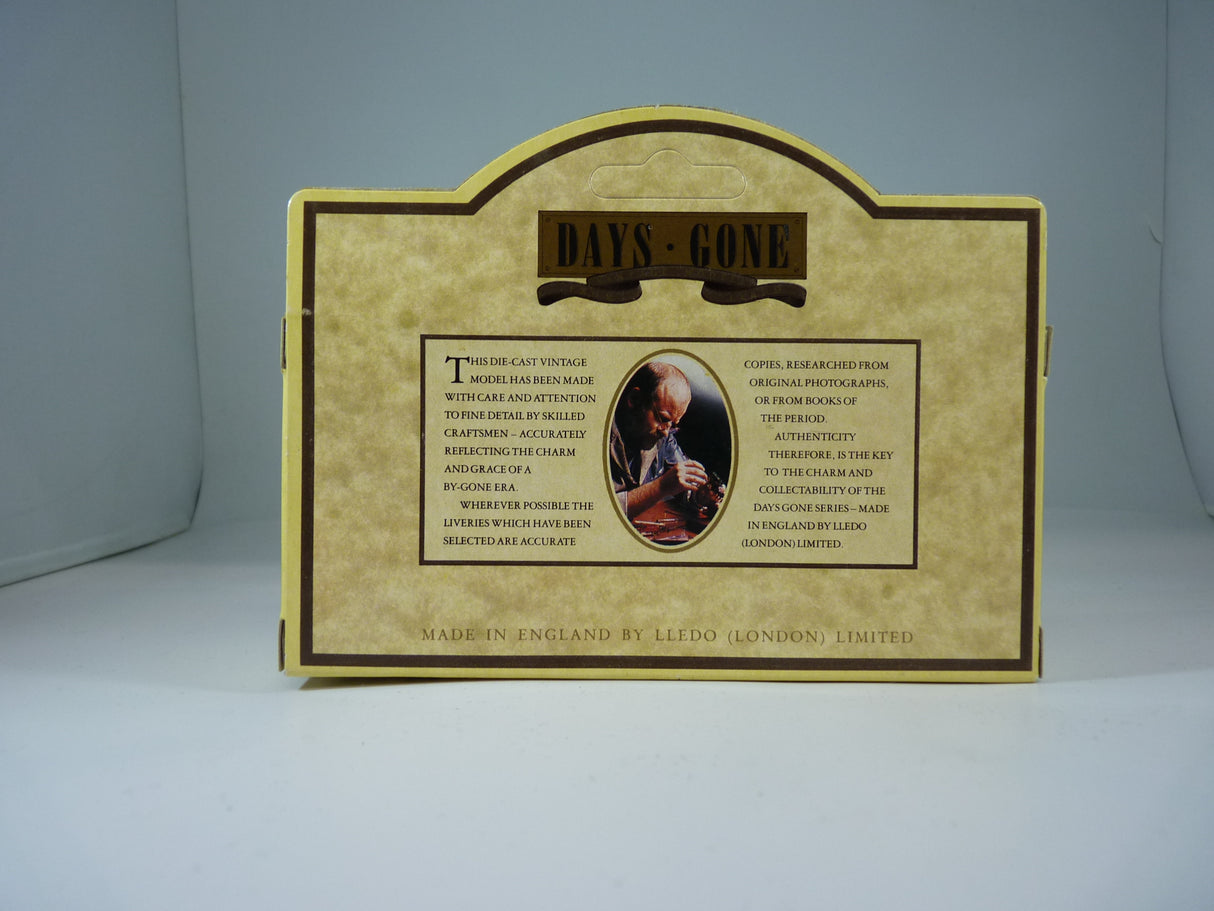 DAYS · GONE
THIS DIE-CAST VINTAGE
MODEL HAS BEEN MADE
WITH CARE AND ATTENTION
TO FINE DETAIL BY SKILLED
CRAFTSMEN – ACCURATELY
REFLECTING THE CHARM
AND GRACE OF A
BY-GONE ERA.
WHEREVER POSSIBLE THE
LIVERIES WHICH HAVE BEEN
SELECTED ARE ACCURATE
COPIES, RESEARCHED FROM
ORIGINAL PHOTOGRAPHS,
OR FROM BOOKS OF
THE PERIOD.
AUTHENTICITY
THEREFORE, IS THE KEY
TO THE CHARM AND
COLLECTABILITY OF THE
DAYS GONE SERIES – MADE
IN ENGLAND BY LLEDO
(LONDON) LIMITED.
MADE IN ENGLAND BY LLEDO (LONDON) LIMITED